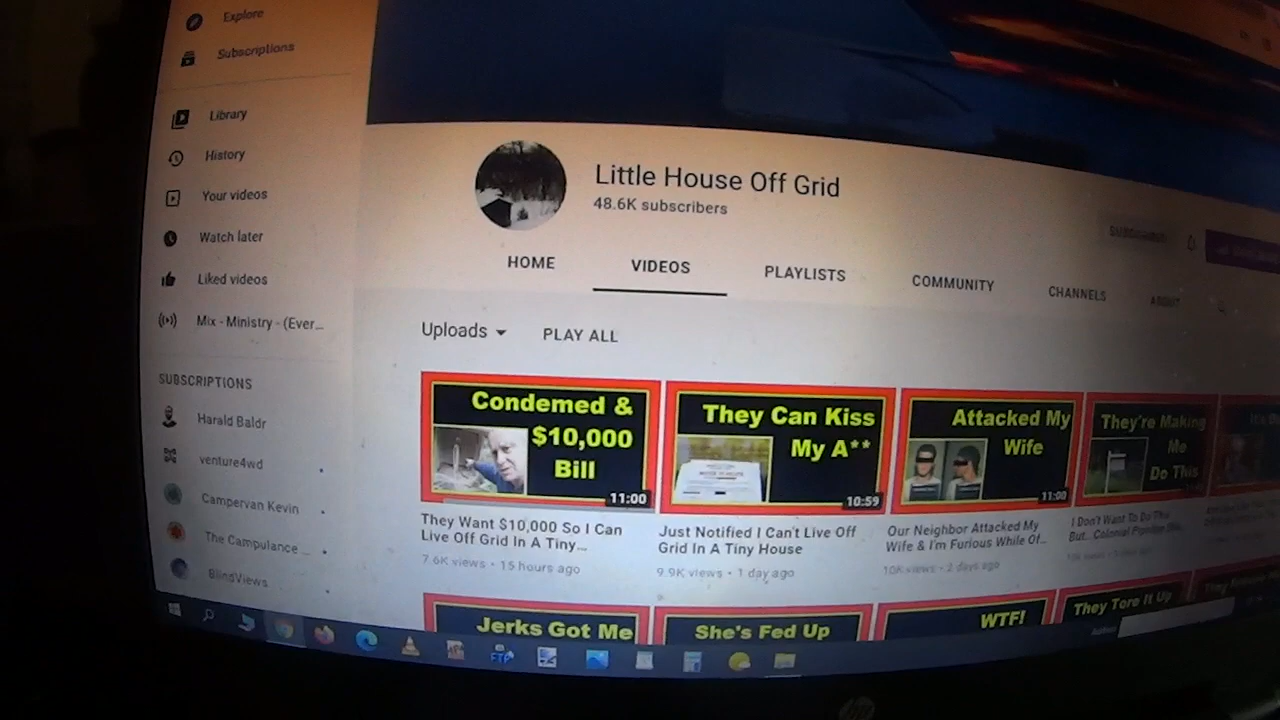 Explore
Subscriptions
Library
History
Your videos
Watch later
Liked videos
Mix - Ministry - (Ever...
SUBSCRIPTIONS
Harald Baldr
venture4wd
Campervan Kevin
The Campulance ...
BlindViews
Little House Off Grid
48.6K subscribers
HOME
VIDEOS
PLAYLISTS
COMMUNITY
CHANNELS
ABOUT
Uploads
PLAY ALL
Condemed &
$10,000
Bill
11:00
They Want $10,000 So I Can
Live Off Grid In A Tiny...
7.6K views • 15 hours ago
They Can Kiss
My A**
10:59
Just Notified I Can't Live Off
Grid In A Tiny House
9.9K views • 1 day ago
Attacked My
Wife
11:00
Our Neighbor Attacked My
Wife & I'm Furious While Of...
10K views • 2 days ago
They're Making
Me
Do This
I Don't Want To Do This
But...Colonial Pipeline
Jerks Got Me
She's Fed Up
WTF!
They Tore It Up
FTP